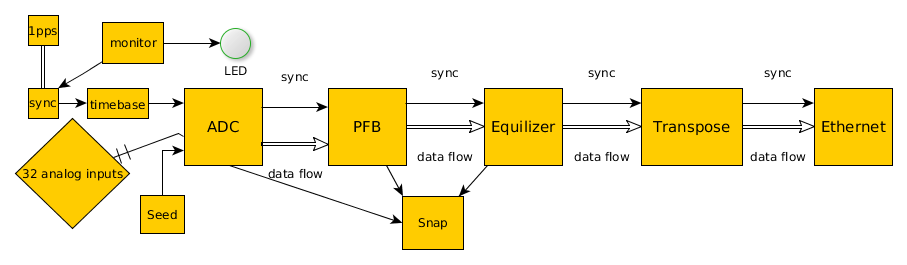 1pps
monitor
LED
sync
timebase
sync
sync
sync
sync
ADC
PFB
Equilizer
Transpose
Ethernet
data flow
data flow
data flow
data flow
32 analog inputs
Seed
Snap